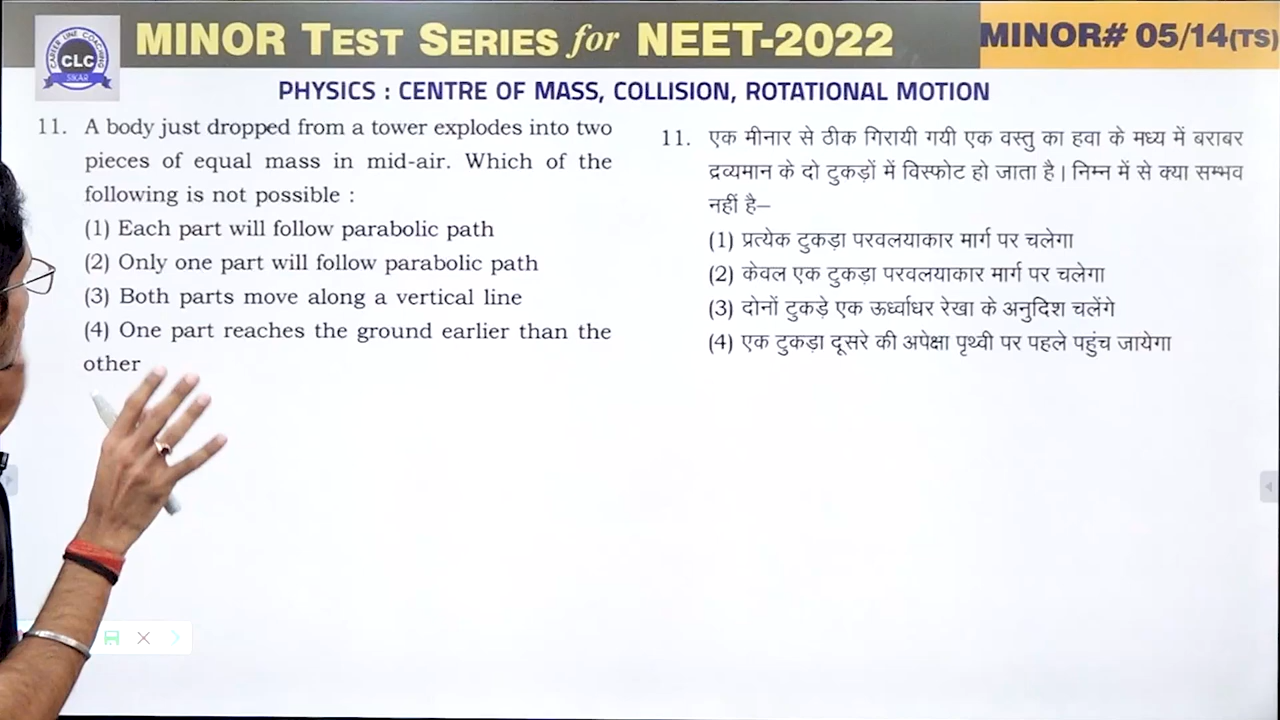 MINOR TEST SERIES for NEET-2022
MINOR# 05/14(TS)
CAREER LINE COACHING
CLC
SIKAR
PHYSICS : CENTRE OF MASS, COLLISION, ROTATIONAL MOTION
11. A body just dropped from a tower explodes into two
pieces of equal mass in mid-air. Which of the
following is not possible :
(1) Each part will follow parabolic path
(2) Only one part will follow parabolic path
(3) Both parts move along a vertical line
(4) One part reaches the ground earlier than the
other
11. एक मीनार से ठीक गिरायी गयी एक वस्तु का हवा के मध्य में बराबर
द्रव्यमान के दो टुकड़ों में विस्फोट हो जाता है। निम्न में से क्या सम्भव
नहीं है–
(1) प्रत्येक टुकड़ा परवलयाकार मार्ग पर चलेगा
(2) केवल एक टुकड़ा परवलयाकार मार्ग पर चलेगा
(3) दोनों टुकड़े एक ऊर्ध्वाधर रेखा के अनुदिश चलेंगे
(4) एक टुकड़ा दूसरे की अपेक्षा पृथ्वी पर पहले पहुंच जायेगा